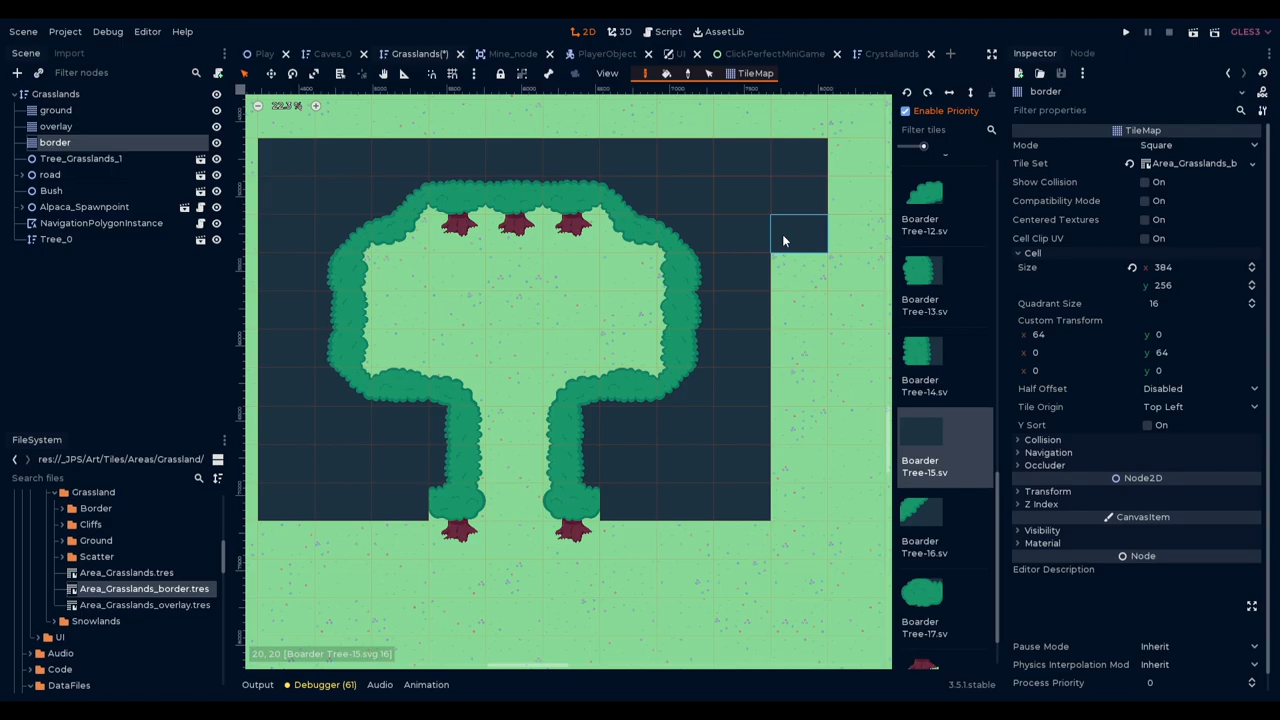 Scene Project Debug Editor Help
2D 3D Script AssetLib
GLES3
Scene Import
Play Caves_0 Grasslands(*) Mine_node PlayerObject UI ClickPerfectMiniGame Crystallands
Inspector Node
Filter nodes
View TileMap
Grasslands
ground
overlay
border
Tree_Grasslands_1
road
Bush
Alpaca_Spawnpoint
NavigationPolygonInstance
Tree_0
22.3 %
Enable Priority
Filter tiles
Boarder
Tree-12.sv
Boarder
Tree-13.sv
Boarder
Tree-14.sv
Boarder
Tree-15.sv
Boarder
Tree-16.sv
Boarder
Tree-17.sv
border
Filter properties
TileMap
Mode Square
Tile Set Area_Grasslands_b
Show Collision On
Compatibility Mode On
Centered Textures On
Cell Clip UV On
Cell
Size x 384
y 256
Quadrant Size 16
Custom Transform
x 64 y 0
x 0 y 64
x 0 y 0
Half Offset Disabled
Tile Origin Top Left
Y Sort On
Collision
Navigation
Occluder
Node2D
Transform
Z Index
CanvasItem
Visibility
Material
Node
Editor Description
Pause Mode Inherit
Physics Interpolation Mod Inherit
Process Priority 0
FileSystem
res://_JPS/Art/Tiles/Areas/Grassland/
Search files
Grassland
Border
Cliffs
Ground
Scatter
Area_Grasslands.tres
Area_Grasslands_border.tres
Area_Grasslands_overlay.tres
Snowlands
UI
Audio
Code
DataFiles
20, 20 [Boarder Tree-15.svg 16]
Output Debugger (61) Audio Animation
3.5.1.stable